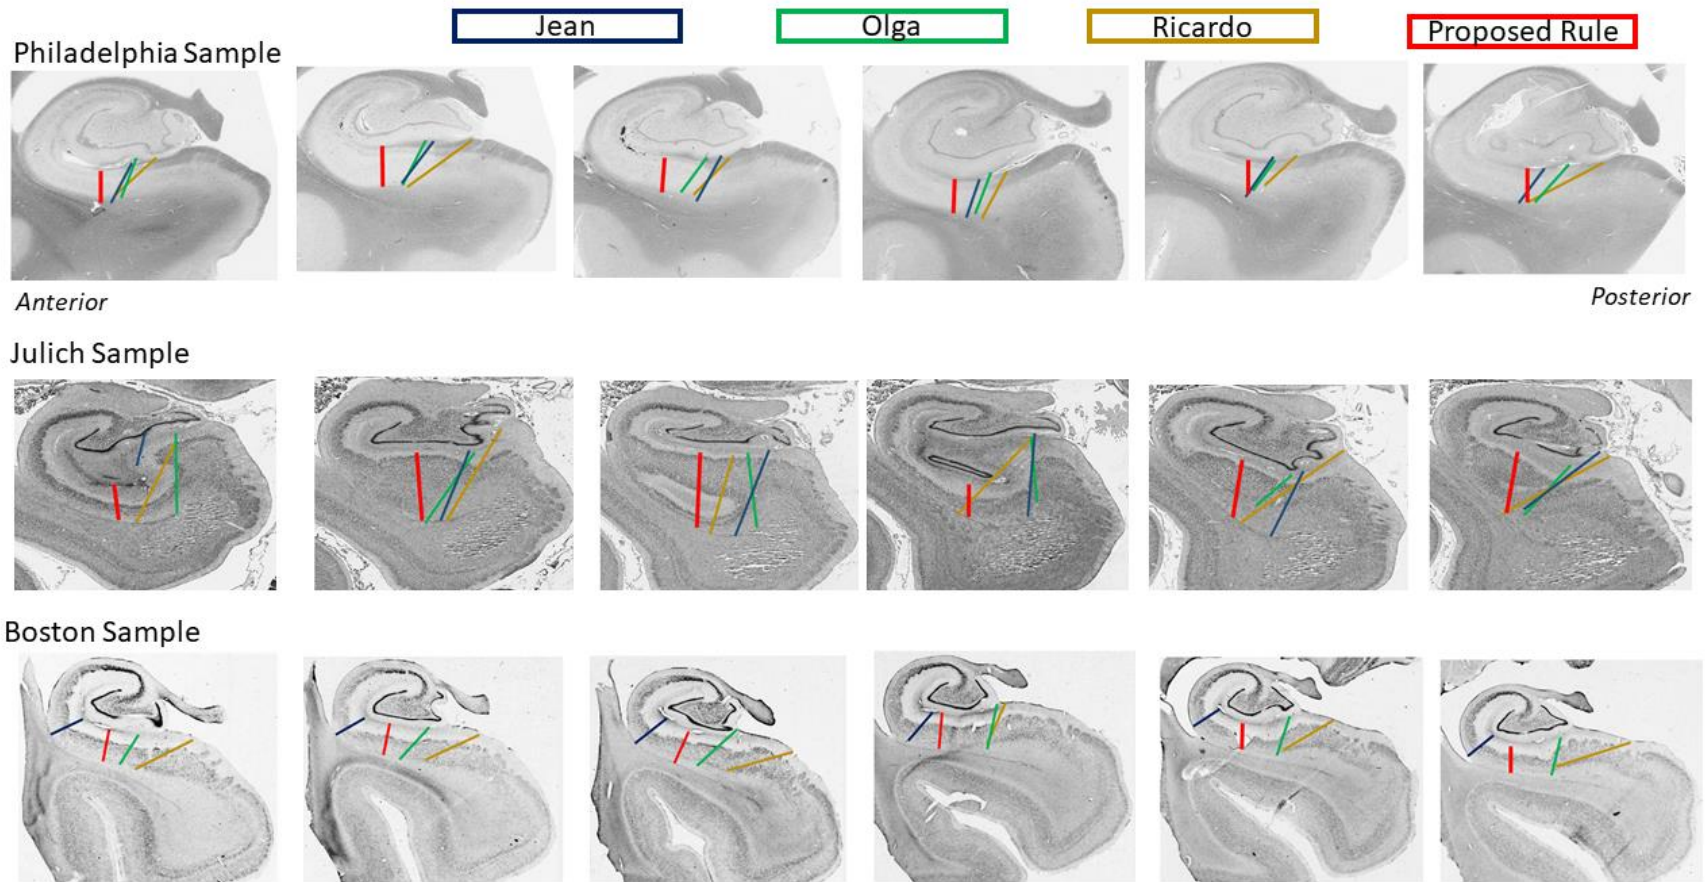 Jean
Olga
Ricardo
Proposed Rule
Philadelphia Sample
Anterior
Posterior
Julich Sample
Boston Sample